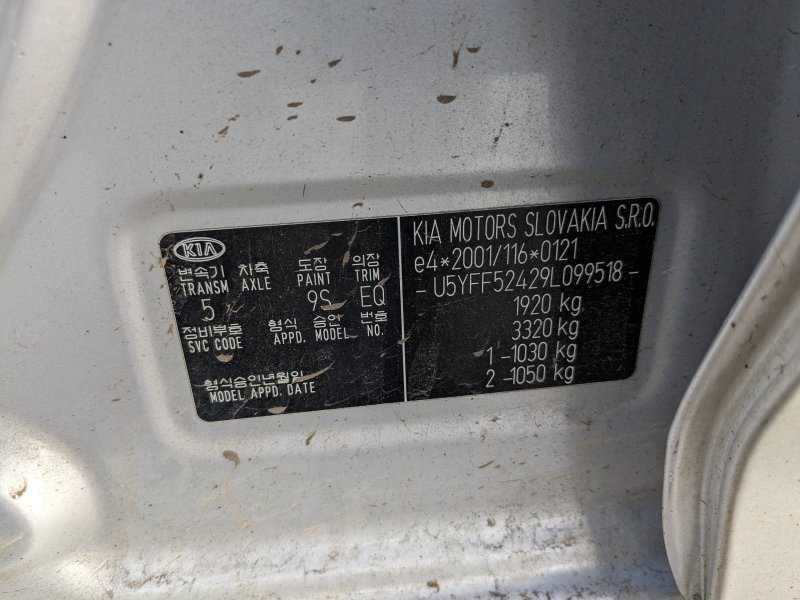 KIA
변속기 차축 도장 의장
TRANSM AXLE PAINT TRIM
5 9S EQ
정비부호 형식 승인 번호
SVC CODE APPD. MODEL NO.
형식승인년월일
MODEL APPD. DATE
KIA MOTORS SLOVAKIA S.R.O.
e4*2001/116*0121
- U5YFF52429L099518 -
1920 kg
3320 kg
1 -1030 kg
2 -1050 kg